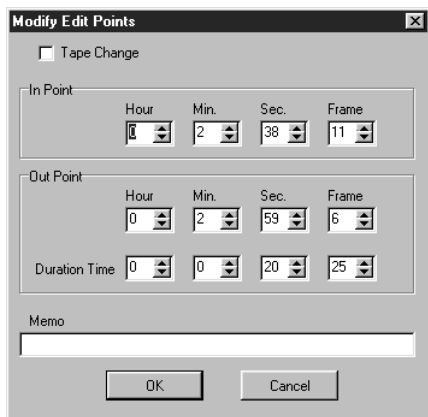 Modify Edit Points
Tape Change
In Point
Hour Min. Sec. Frame
0 2 38 11
Out Point
Hour Min. Sec. Frame
0 2 59 6
Duration Time 0 0 20 25
Memo
OK Cancel